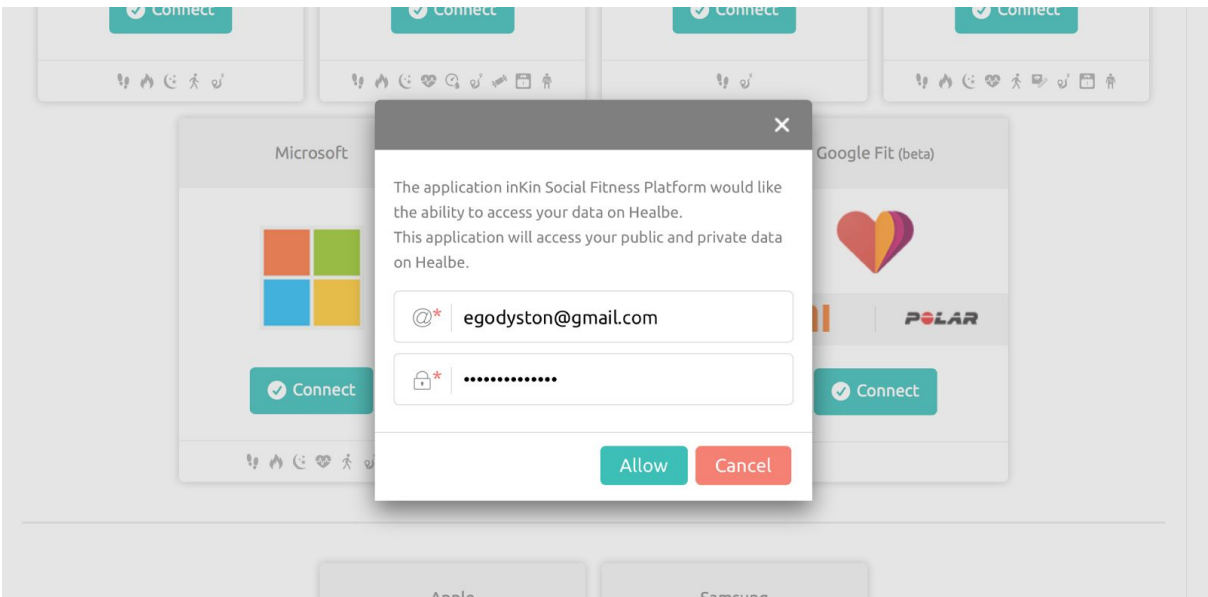 Connect
Connect
Connect
Connect
Microsoft
Google Fit (beta)
The application inKin Social Fitness Platform would like
the ability to access your data on Healbe.
This application will access your public and private data
on Healbe.
@* egodyston@gmail.com
* ••••••••••••••
POLAR
Connect
Connect
Allow
Cancel
Apple
Samsung